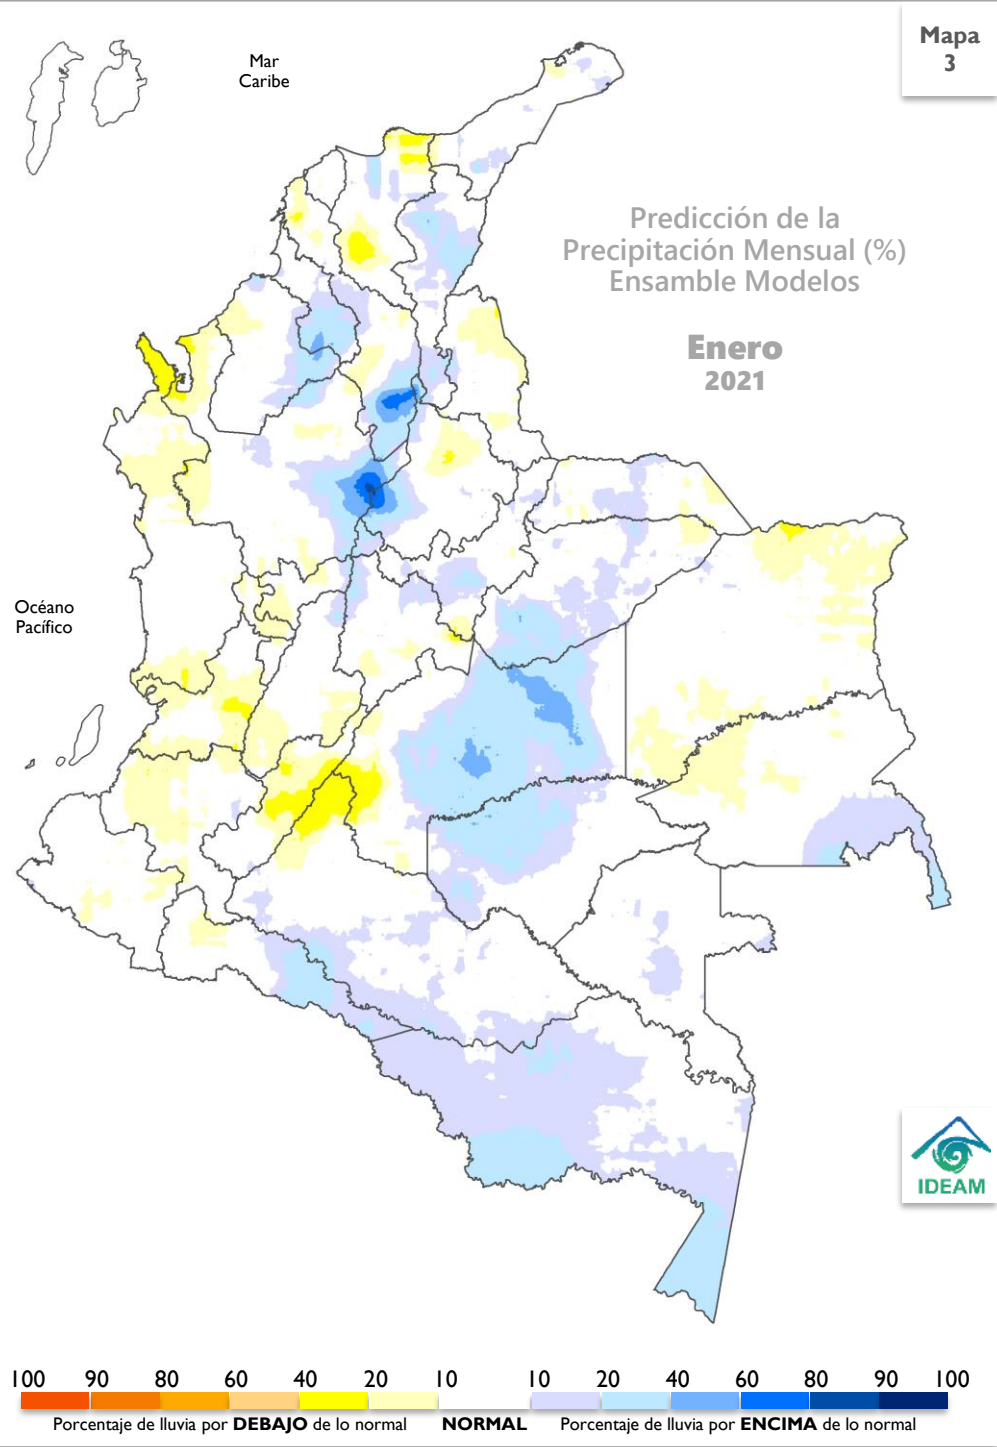 Mapa
3
Mar
Caribe
Predicción de la
Precipitación Mensual (%)
Ensamble Modelos
Enero
2021
Océano
Pacífico
IDEAM
100 90 80 60 40 20 10 10 20 40 60 80 90 100
Porcentaje de lluvia por DEBAJO de lo normal NORMAL Porcentaje de lluvia por ENCIMA de lo normal